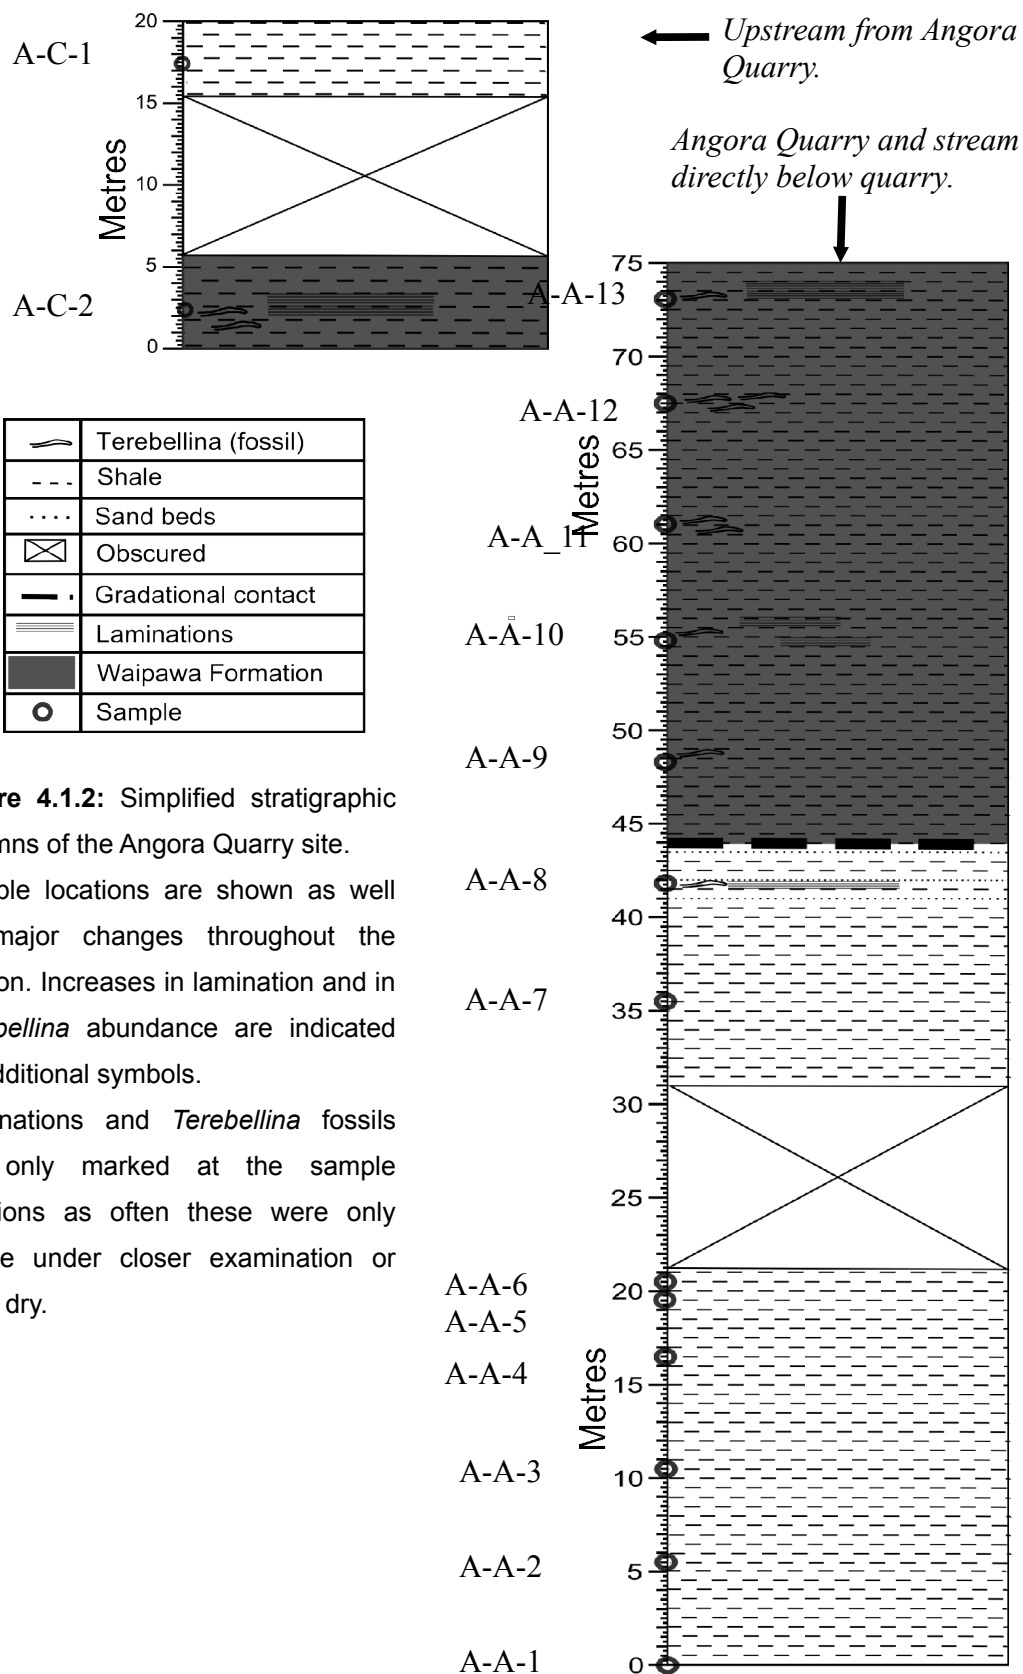 A-C-1
A-C-2
Metres
20
15
10
5
0
Upstream from Angora
Quarry.
Angora Quarry and stream
directly below quarry.
Terebellina (fossil)
Shale
Sand beds
Obscured
Gradational contact
Laminations
Waipawa Formation
Sample
re 4.1.2: Simplified stratigraphic
mns of the Angora Quarry site.
ple locations are shown as well
major changes throughout the
on. Increases in lamination and in
bellina abundance are indicated
dditional symbols.
nations and Terebellina fossils
only marked at the sample
ions as often these were only
e under closer examination or
dry.
A-A-13
A-A-12
A-A_11
A-A-10
A-A-9
A-A-8
A-A-7
A-A-6
A-A-5
A-A-4
A-A-3
A-A-2
A-A-1
Metres
Metres
75
70
65
60
55
50
45
40
35
30
25
20
15
10
5
0